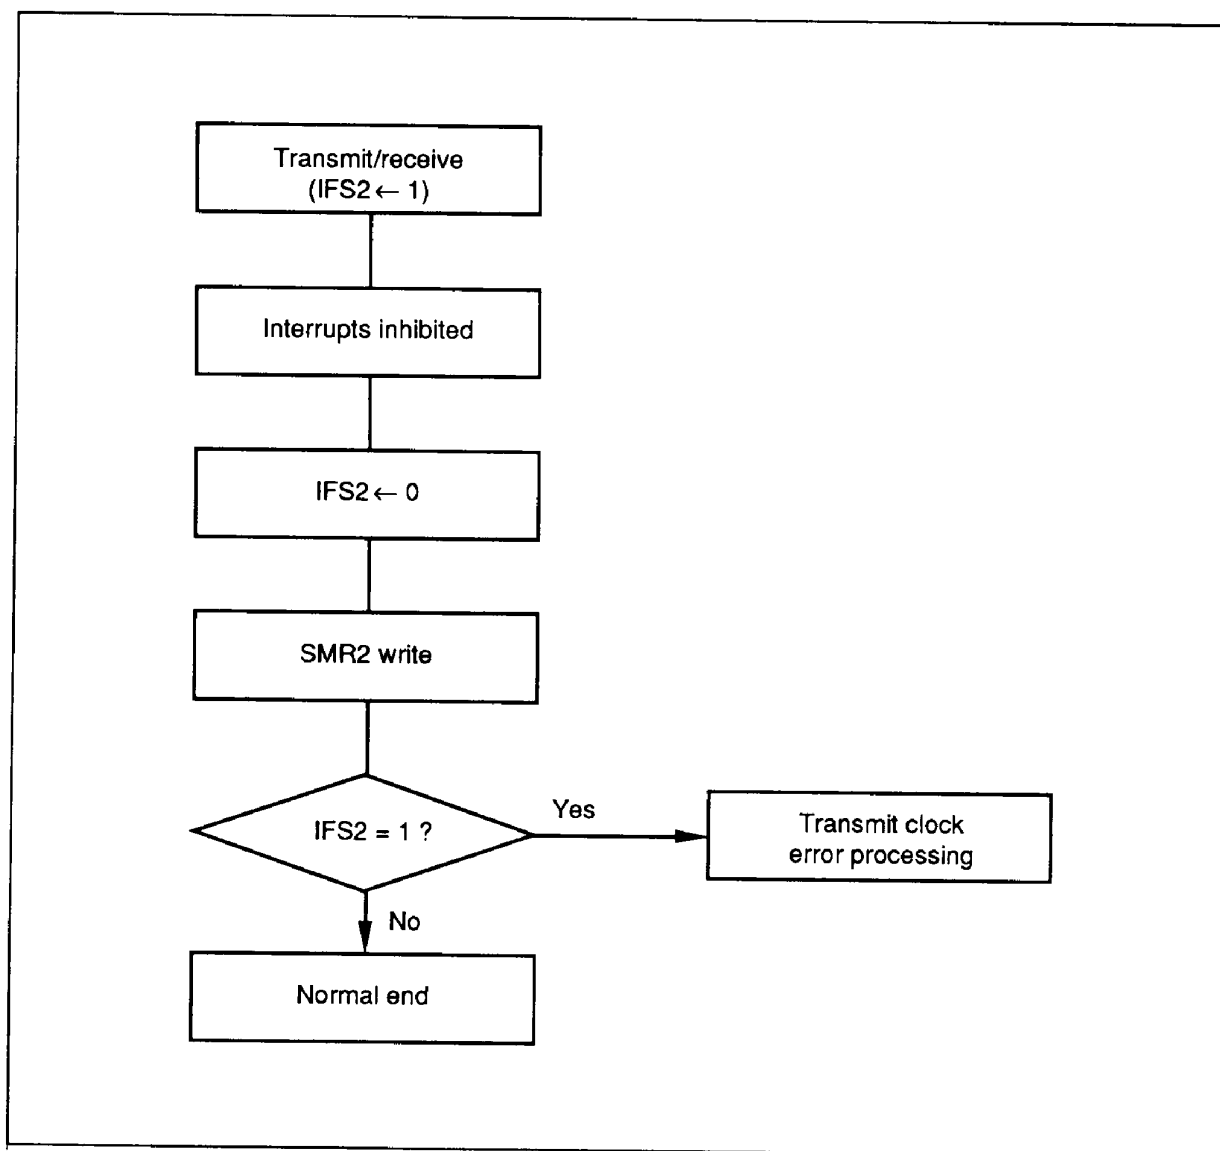 Transmit/receive
(IFS2 ← 1)
Interrupts inhibited
IFS2 ← 0
SMR2 write
IFS2 = 1 ?
Yes
Transmit clock
error processing
No
Normal end